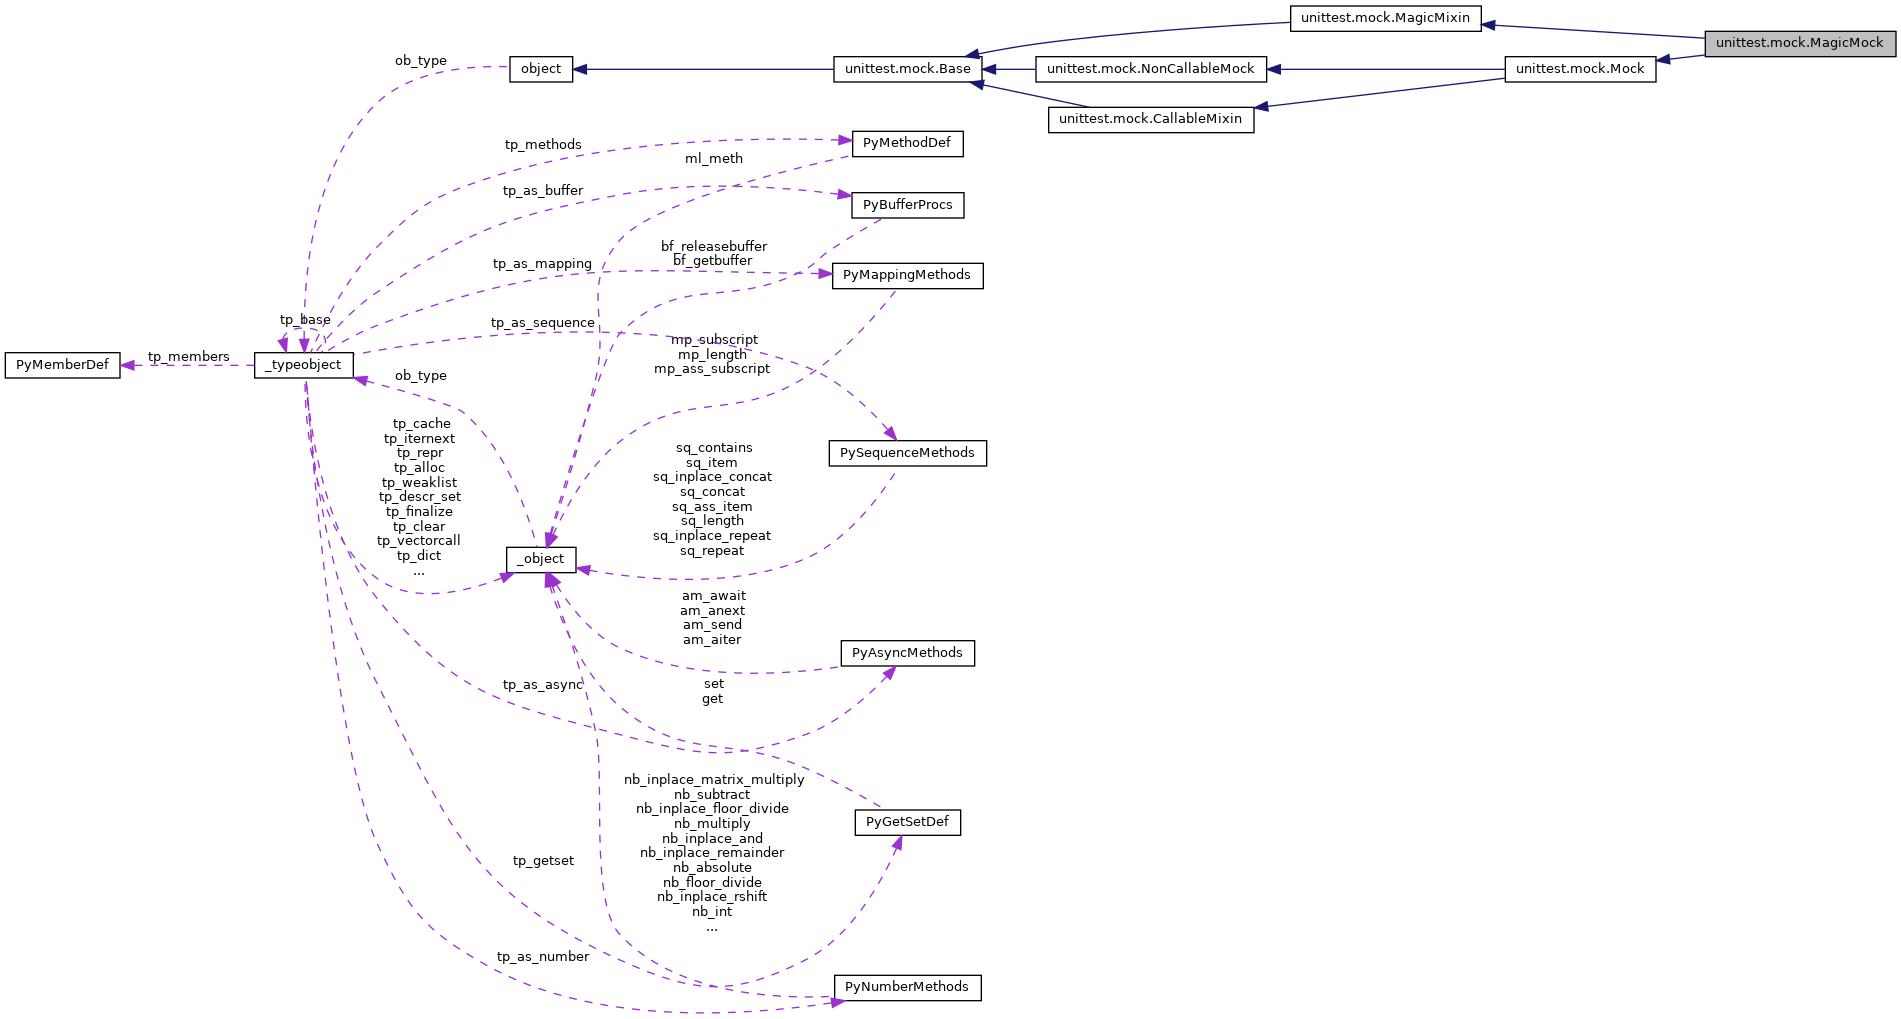 unittest.mock.MagicMixin
unittest.mock.MagicMock
ob_type
object
unittest.mock.Base
unittest.mock.NonCallableMock
unittest.mock.Mock
unittest.mock.CallableMixin
tp_methods
PyMethodDef
ml_meth
tp_as_buffer
PyBufferProcs
bf_releasebuffer
bf_getbuffer
tp_as_mapping
PyMappingMethods
tp_base
tp_as_sequence
mp_subscript
mp_length
mp_ass_subscript
PyMemberDef
tp_members
_typeobject
ob_type
tp_cache
tp_iternext
tp_repr
tp_alloc
tp_weaklist
tp_descr_set
tp_finalize
tp_clear
tp_vectorcall
tp_dict
...
sq_contains
sq_item
sq_inplace_concat
sq_concat
sq_ass_item
sq_length
sq_inplace_repeat
sq_repeat
PySequenceMethods
_object
am_await
am_anext
am_send
am_aiter
PyAsyncMethods
tp_as_async
set
get
nb_inplace_matrix_multiply
nb_subtract
nb_inplace_floor_divide
nb_multiply
nb_inplace_and
nb_inplace_remainder
nb_absolute
nb_floor_divide
nb_inplace_rshift
nb_int
...
PyGetSetDef
tp_getset
tp_as_number
PyNumberMethods